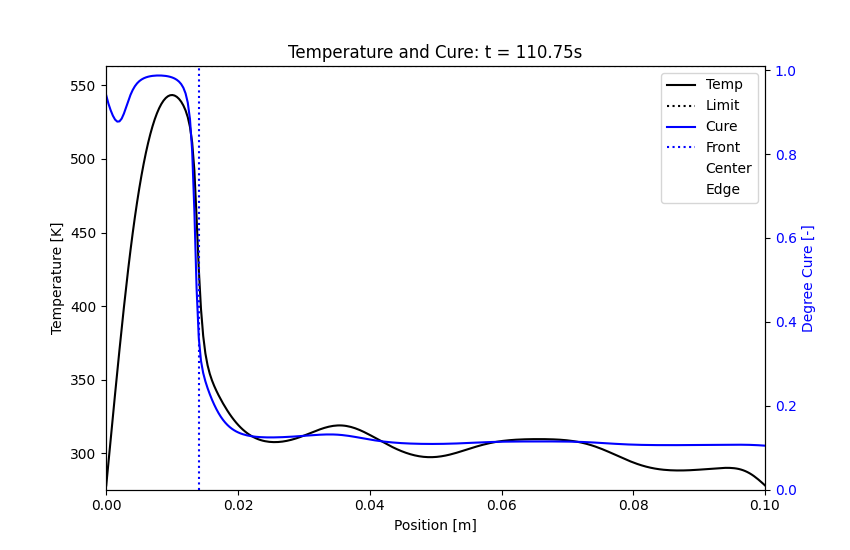 Temperature and Cure: t = 110.75s
Temp
Limit
Cure
Front
Center
Edge
Temperature [K]
550
500
450
400
350
300
Degree Cure [-]
1.0
0.8
0.6
0.4
0.2
0.0
0.00 0.02 0.04 0.06 0.08 0.10
Position [m]